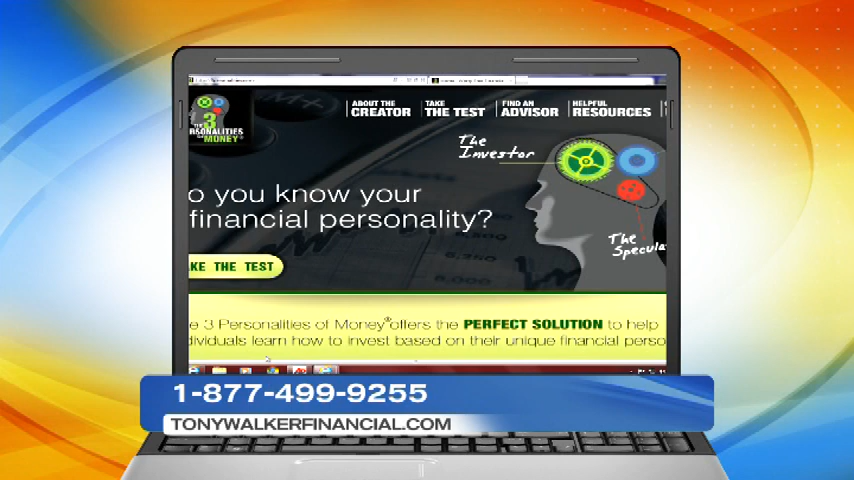 ABOUT THE
CREATOR
TAKE
THE TEST
FIND AN
ADVISOR
HELPFUL
RESOURCES
3
RSONALITIES
MONEY
The
Investor
o you know your
financial personality?
The
Specula
KE THE TEST
e 3 Personalities of Money® offers the PERFECT SOLUTION to help
dividuals learn how to invest based on their unique financial perso
1-877-499-9255
TONYWALKERFINANCIAL.COM